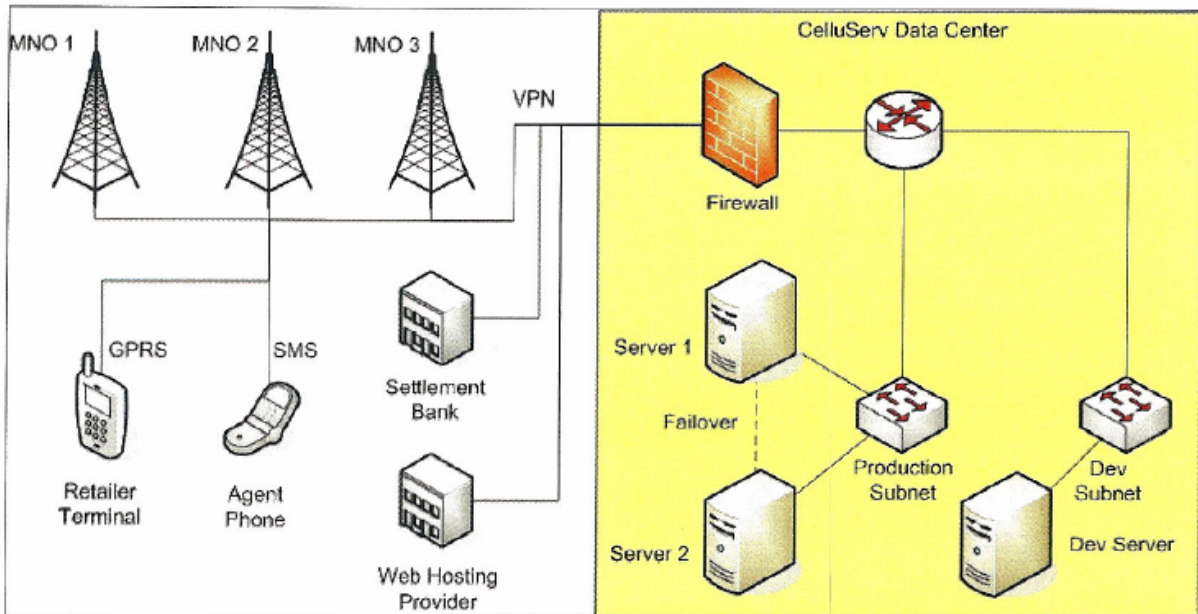 MNO 1
MNO 2
MNO 3
VPN
CelluServ Data Center
Firewall
GPRS
SMS
Retailer
Terminal
Agent
Phone
Settlement
Bank
Web Hosting
Provider
Server 1
Failover
Server 2
Production
Subnet
Dev
Subnet
Dev Server